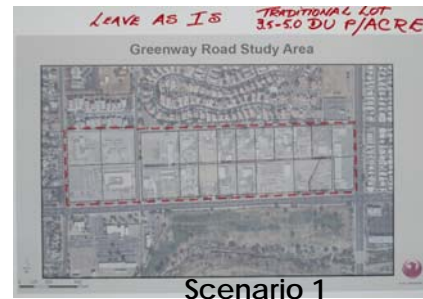 LEAVE AS IS
TRADITIONAL LOT
3.5-5.0 DU P/ACRE
Greenway Road Study Area
Scenario 1